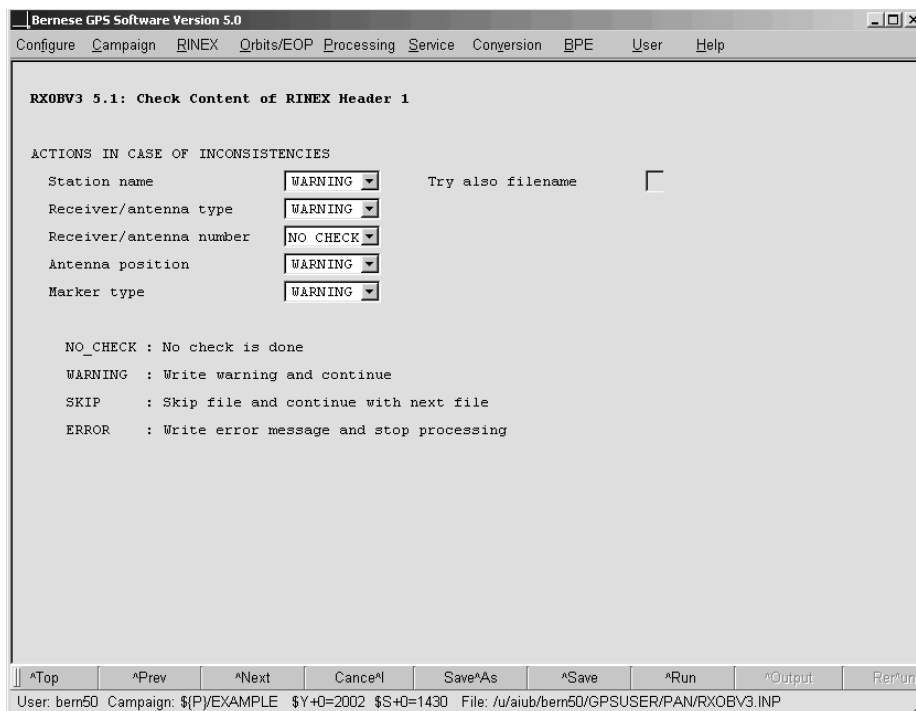 Bernese GPS Software Version 5.0
Configure Campaign RINEX Orbits/EOP Processing Service Conversion BPE User Help
RXOBV3 5.1: Check Content of RINEX Header 1
ACTIONS IN CASE OF INCONSISTENCIES
Station name WARNING Try also filename
Receiver/antenna type WARNING
Receiver/antenna number NO CHECK
Antenna position WARNING
Marker type WARNING
NO_CHECK : No check is done
WARNING : Write warning and continue
SKIP : Skip file and continue with next file
ERROR : Write error message and stop processing
^Top ^Prev ^Next Cance^l Save^As ^Save ^Run ^Output Rer^un
User: bern50 Campaign: ${P}/EXAMPLE $Y+0=2002 $S+0=1430 File: /u/aiub/bern50/GPSUSER/PAN/RXOBV3.INP